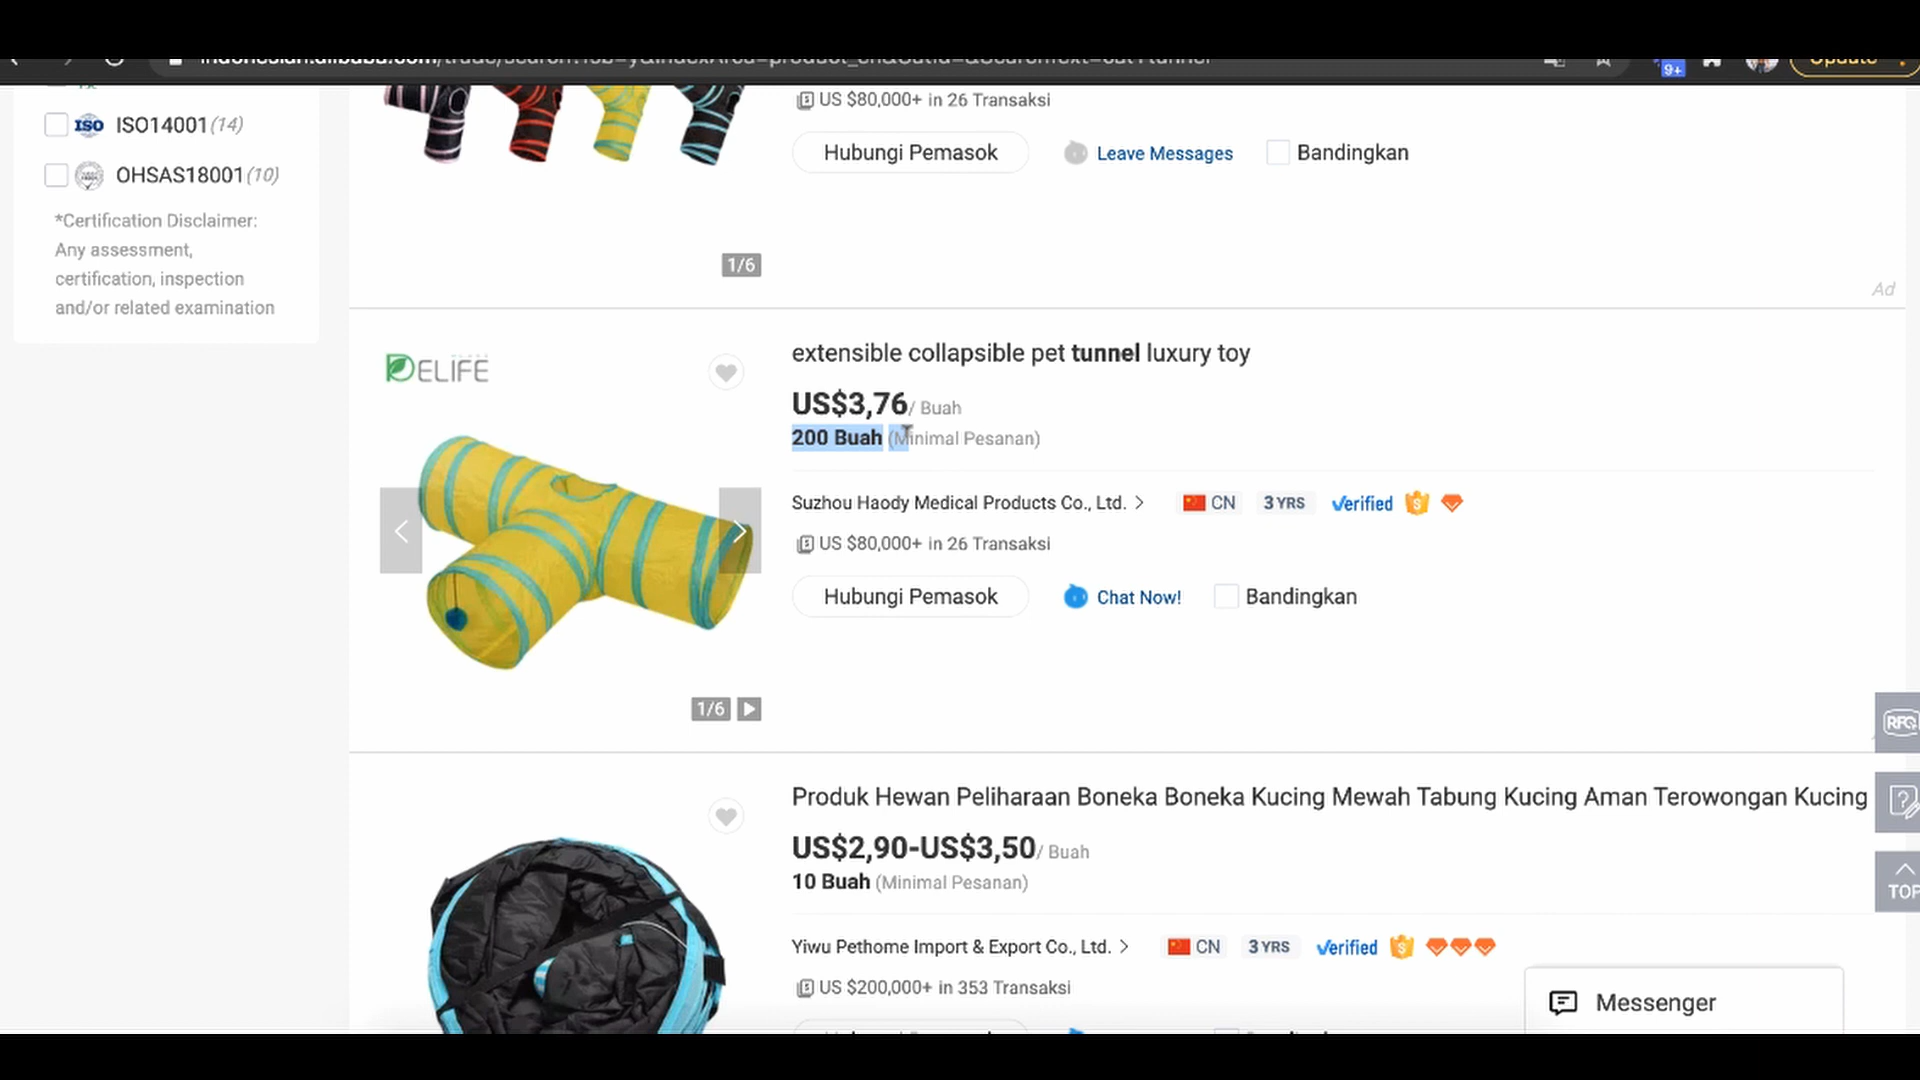 9+
Update
ISO ISO14001 (14)
OHSAS18001 (10)
*Certification Disclaimer:
Any assessment,
certification, inspection
and/or related examination
US $80,000+ in 26 Transaksi
Hubungi Pemasok
Leave Messages
Bandingkan
1/6
Ad
DELIFE
extensible collapsible pet tunnel luxury toy
US$3,76/ Buah
200 Buah (Minimal Pesanan)
Suzhou Haody Medical Products Co., Ltd. > CN 3 YRS Verified
US $80,000+ in 26 Transaksi
Hubungi Pemasok
Chat Now!
Bandingkan
1/6
RFQ
Produk Hewan Peliharaan Boneka Boneka Kucing Mewah Tabung Kucing Aman Terowongan Kucing
US$2,90-US$3,50/ Buah
10 Buah (Minimal Pesanan)
TOP
Yiwu Pethome Import & Export Co., Ltd. > CN 3 YRS Verified
US $200,000+ in 353 Transaksi
Messenger